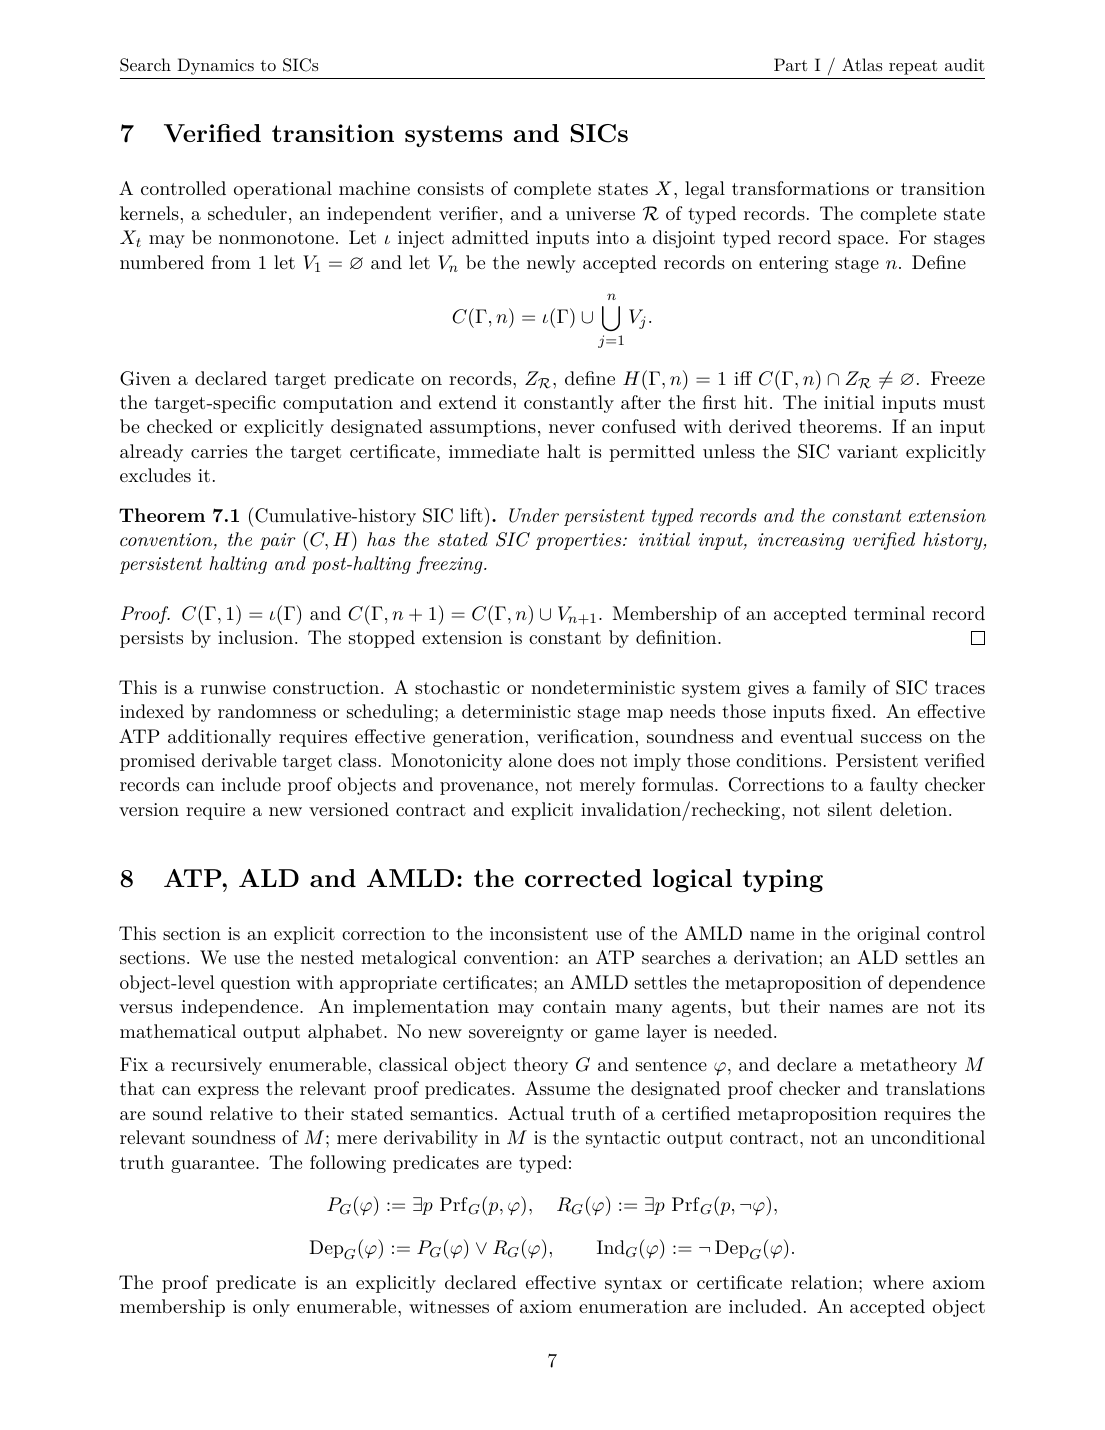 Search Dynamics to SICs Part I / Atlas repeat audit
7 Verified transition systems and SICs
A controlled operational machine consists of complete states X, legal transformations or transition
kernels, a scheduler, an independent verifier, and a universe ℛ of typed records. The complete state
Xₜ may be nonmonotone. Let ι inject admitted inputs into a disjoint typed record space. For stages
numbered from 1 let V₁ = ∅ and let Vₙ be the newly accepted records on entering stage n. Define
C(Γ, n) = ι(Γ) ∪ ⋃_{j=1}^{n} Vⱼ.
Given a declared target predicate on records, Z_ℛ, define H(Γ, n) = 1 iff C(Γ, n) ∩ Z_ℛ ≠ ∅. Freeze
the target-specific computation and extend it constantly after the first hit. The initial inputs must
be checked or explicitly designated assumptions, never confused with derived theorems. If an input
already carries the target certificate, immediate halt is permitted unless the SIC variant explicitly
excludes it.
Theorem 7.1 (Cumulative-history SIC lift). Under persistent typed records and the constant extension
convention, the pair (C, H) has the stated SIC properties: initial input, increasing verified history,
persistent halting and post-halting freezing.
Proof. C(Γ, 1) = ι(Γ) and C(Γ, n + 1) = C(Γ, n) ∪ Vₙ₊₁. Membership of an accepted terminal record
persists by inclusion. The stopped extension is constant by definition. □
This is a runwise construction. A stochastic or nondeterministic system gives a family of SIC traces
indexed by randomness or scheduling; a deterministic stage map needs those inputs fixed. An effective
ATP additionally requires effective generation, verification, soundness and eventual success on the
promised derivable target class. Monotonicity alone does not imply those conditions. Persistent verified
records can include proof objects and provenance, not merely formulas. Corrections to a faulty checker
version require a new versioned contract and explicit invalidation/rechecking, not silent deletion.
8 ATP, ALD and AMLD: the corrected logical typing
This section is an explicit correction to the inconsistent use of the AMLD name in the original control
sections. We use the nested metalogical convention: an ATP searches a derivation; an ALD settles an
object-level question with appropriate certificates; an AMLD settles the metaproposition of dependence
versus independence. An implementation may contain many agents, but their names are not its
mathematical output alphabet. No new sovereignty or game layer is needed.
Fix a recursively enumerable, classical object theory G and sentence φ, and declare a metatheory M
that can express the relevant proof predicates. Assume the designated proof checker and translations
are sound relative to their stated semantics. Actual truth of a certified metaproposition requires the
relevant soundness of M; mere derivability in M is the syntactic output contract, not an unconditional
truth guarantee. The following predicates are typed:
P_G(φ) := ∃p Prf_G(p, φ), R_G(φ) := ∃p Prf_G(p, ¬φ),
Dep_G(φ) := P_G(φ) ∨ R_G(φ), Ind_G(φ) := ¬ Dep_G(φ).
The proof predicate is an explicitly declared effective syntax or certificate relation; where axiom
membership is only enumerable, witnesses of axiom enumeration are included. An accepted object
7